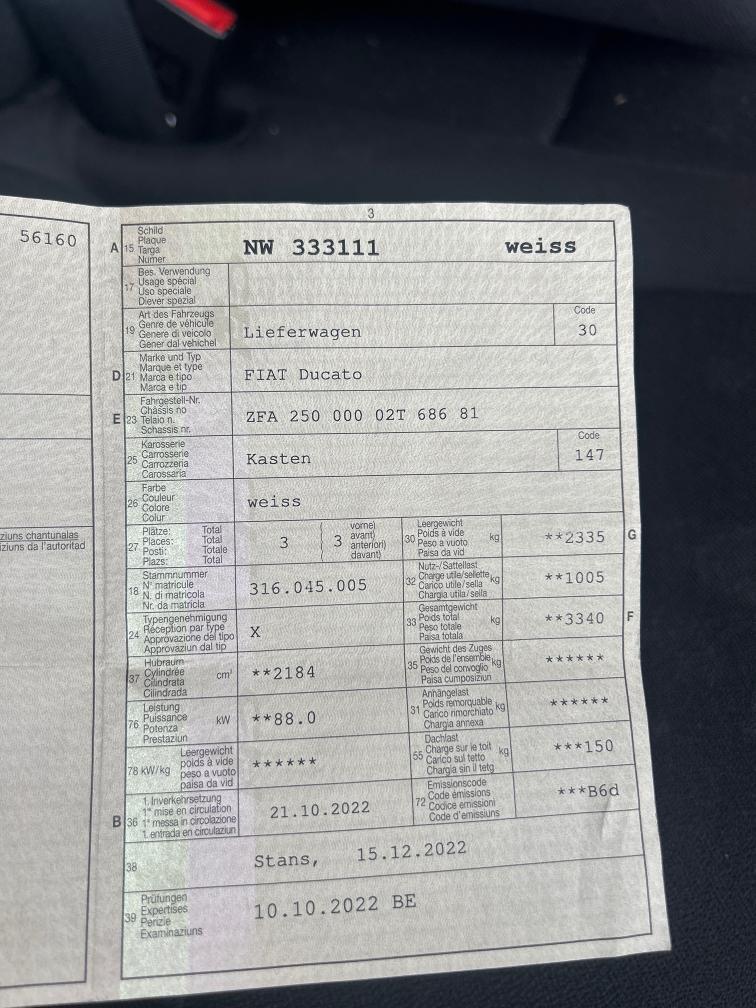 56160
ziuns chantunalas
ziuns da l'autoritad
3
A 15 Schild
Plaque
Targa
Numer
NW 333111 weiss
17 Bes. Verwendung
Usage spécial
Uso speciale
Diever spezial
19 Art des Fahrzeugs
Genre de véhicule
Genere di veicolo
Gener dal vehichel
Lieferwagen
Code
30
D 21 Marke und Typ
Marque et type
Marca e tipo
Marca e tip
FIAT Ducato
E 23 Fahrgestell-Nr.
Châssis no
Telaio n.
Schassis nr.
ZFA 250 000 02T 686 81
25 Karosserie
Carrosserie
Carrozzeria
Carossaria
Kasten
Code
147
26 Farbe
Couleur
Colore
Colur
weiss
27 Plätze: Total
Places: Total
Posti: Totale
Plazs: Total
3
3 vorne)
avant)
anteriori)
davant)
30 Leergewicht
Poids à vide
Peso a vuoto
Paisa da vid
kg **2335 G
18 Stammnummer
N° matricule
N. di matricola
Nr. da matricla
316.045.005
32 Nutz-/Sattellast
Charge utile/sellette
Carico utile/sella
Chargia utila/sella
kg **1005
24 Typengenehmigung
Réception par type
Approvazione del tipo
Approvaziun dal tip
X
33 Gesamtgewicht
Poids total
Peso totale
Paisa totala
kg **3340 F
37 Hubraum
Cylindrée
Cilindrata
Cilindrada
cm³ **2184
35 Gewicht des Zuges
Poids de l'ensemble
Peso del convoglio
Paisa cumposiziun
kg ******
76 Leistung
Puissance
Potenza
Prestaziun
kW **88.0
31 Anhängelast
Poids remorquable
Carico rimorchiato
Chargia annexa
kg ******
78 kW/kg Leergewicht
poids à vide
peso a vuoto
paisa da vid
******
55 Dachlast
Charge sur le toit
Carico sul tetto
Chargia sin il tetg
kg ***150
B 36 1. Inverkehrsetzung
1re mise en circulation
1a messa in circolazione
1. entrada en circulaziun
21.10.2022
72 Emissionscode
Code émissions
Codice emissioni
Code d'emissiuns
***B6d
38 Stans, 15.12.2022
39 Prüfungen
Expertises
Perizie
Examinaziuns
10.10.2022 BE